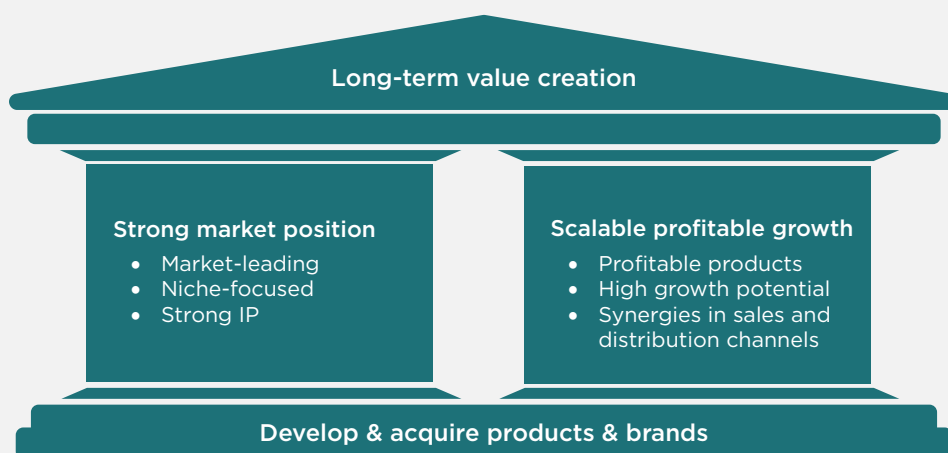 Long-term value creation
Strong market position
• Market-leading
• Niche-focused
• Strong IP
Scalable profitable growth
• Profitable products
• High growth potential
• Synergies in sales and
distribution channels
Develop & acquire products & brands